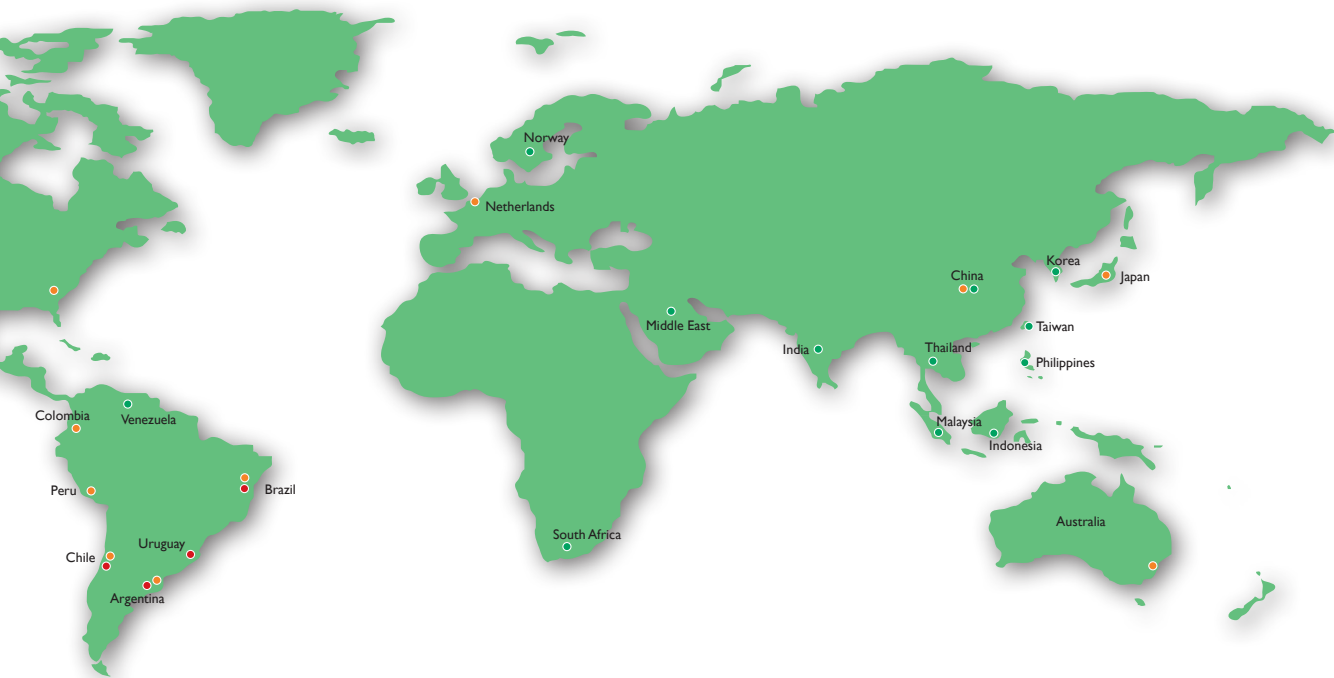 Norway
Netherlands
Korea
China
Japan
Middle East
Taiwan
India
Thailand
Philippines
Colombia
Venezuela
Malaysia
Indonesia
Peru
Brazil
Australia
South Africa
Uruguay
Chile
Argentina